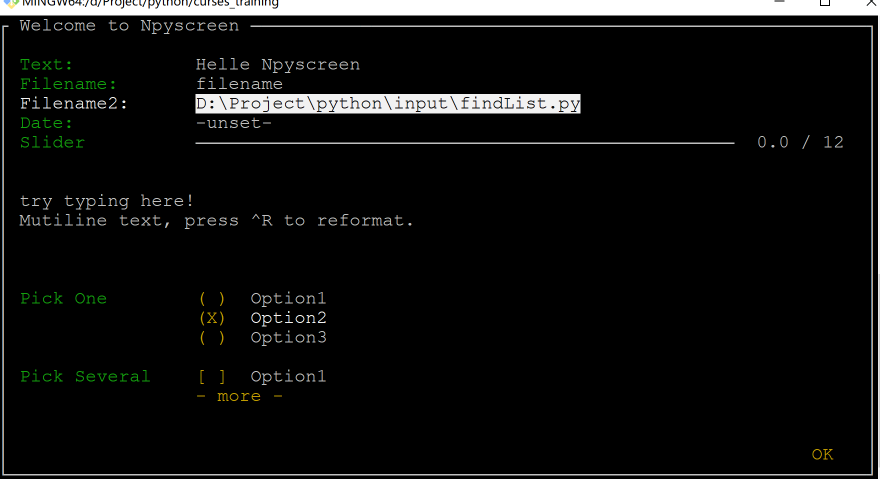 MINGW64:/d/Project/python/curses_training
Welcome to Npyscreen
Text: Helle Npyscreen
Filename: filename
Filename2: D:\Project\python\input\findList.py
Date: -unset-
Slider 0.0 / 12
try typing here!
Mutiline text, press ^R to reformat.
Pick One ( ) Option1
(X) Option2
( ) Option3
Pick Several [ ] Option1
- more -
OK